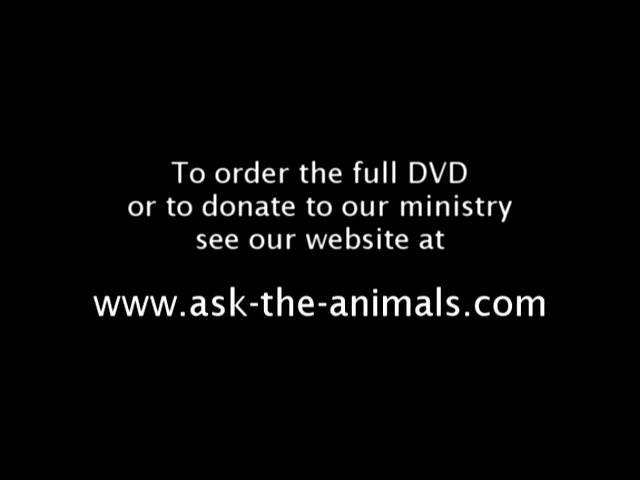 To order the full DVD
or to donate to our ministry
see our website at
www.ask-the-animals.com